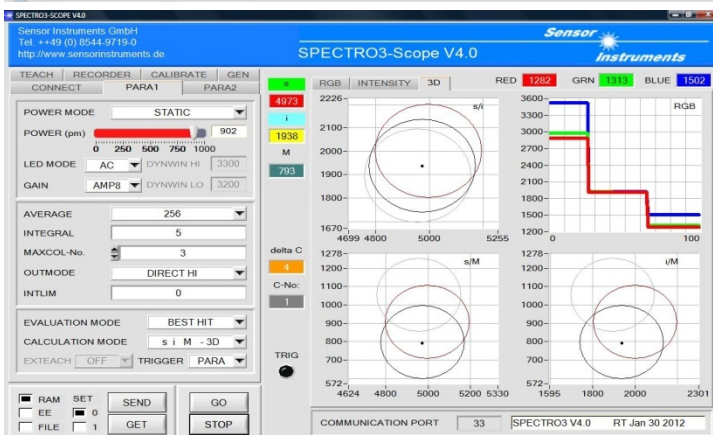 SPECTRO3-SCOPE V4.0
Sensor Instruments GmbH
Tel. ++49 (0) 8544-9719-0
http://www.sensorinstruments.de
SPECTRO3-Scope V4.0
Sensor
Instruments
TEACH RECORDER CALIBRATE GEN
CONNECT PARA1 PARA2
POWER MODE STATIC
POWER (pm) 902
0 250 500 750 1000
LED MODE AC DYNWIN HI 3300
GAIN AMP8 DYNWIN LO 3200
AVERAGE 256
INTEGRAL 5
MAXCOL-No. 3
OUTMODE DIRECT HI
INTLIM 0
EVALUATION MODE BEST HIT
CALCULATION MODE s i M - 3D
EXTEACH OFF TRIGGER PARA
RAM SET SEND GO
EE 0
FILE 1 GET STOP
s
4973
i
1938
M
793
delta C
4
C-No:
1
TRIG
RGB INTENSITY 3D RED 1282 GRN 1313 BLUE 1502
s/i
2226
2100
2000
1900
1800
1670
4699 4800 5000 5255
RGB
3600
3300
3000
2700
2400
2100
1800
1500
1200
0 100
s/M
1278
1200
1100
1000
900
800
700
572
4624 4800 5000 5200 5330
i/M
1278
1200
1100
1000
900
800
700
572
1595 1800 2000 2301
COMMUNICATION PORT 33 SPECTRO3 V4.0 RT Jan 30 2012